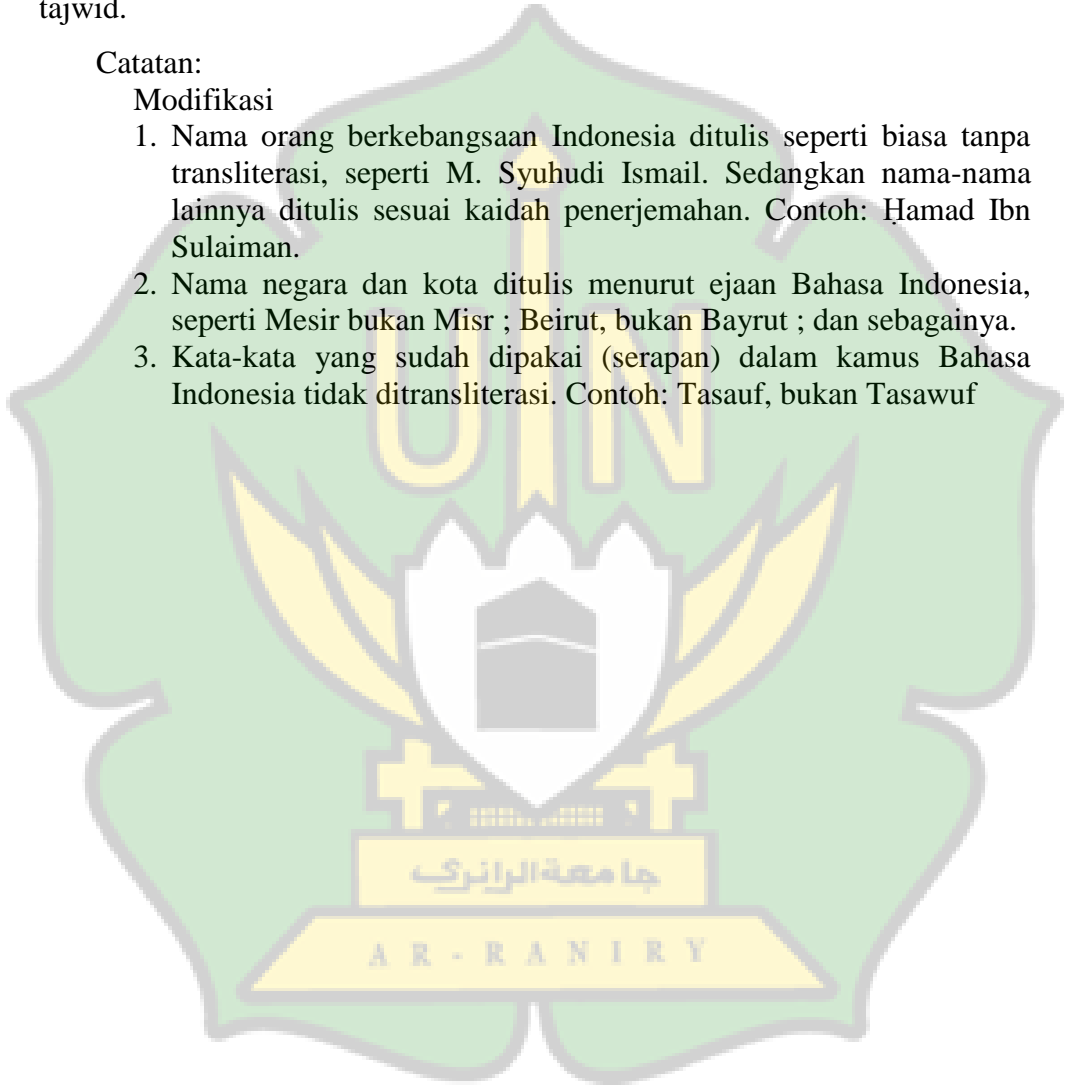 tajwid.
Catatan:
Modifikasi
1. Nama orang berkebangsaan Indonesia ditulis seperti biasa tanpa
transliterasi, seperti M. Syuhudi Ismail. Sedangkan nama-nama
lainnya ditulis sesuai kaidah penerjemahan. Contoh: Ḥamad Ibn
Sulaiman.
2. Nama negara dan kota ditulis menurut ejaan Bahasa Indonesia,
seperti Mesir bukan Misr ; Beirut, bukan Bayrut ; dan sebagainya.
3. Kata-kata yang sudah dipakai (serapan) dalam kamus Bahasa
Indonesia tidak ditransliterasi. Contoh: Tasauf, bukan Tasawuf
UIN
جامعة الرانرك
AR-RANIRY